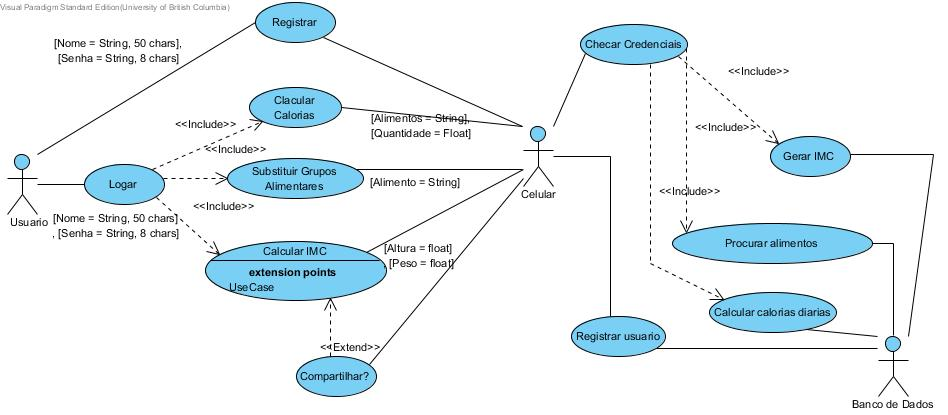 Visual Paradigm Standard Edition(University of British Columbia)
Registrar
[Nome = String, 50 chars],
[Senha = String, 8 chars]
Checar Credenciais
<<Include>>
Clacular
Calorias
[Alimentos = String],
[Quantidade = Float]
<<Include>>
<<Include>>
<<Include>>
Gerar IMC
Substituir Grupos
Alimentares
[Alimento = String]
Logar
Celular
<<Include>>
<<Include>>
Usuario
[Nome = String, 50 chars]
, [Senha = String, 8 chars]
Calcular IMC
extension points
UseCase
[Altura = float]
[Peso = float]
Procurar alimentos
Calcular calorias diarias
Registrar usuario
<<Extend>>
Compartilhar?
Banco de Dados